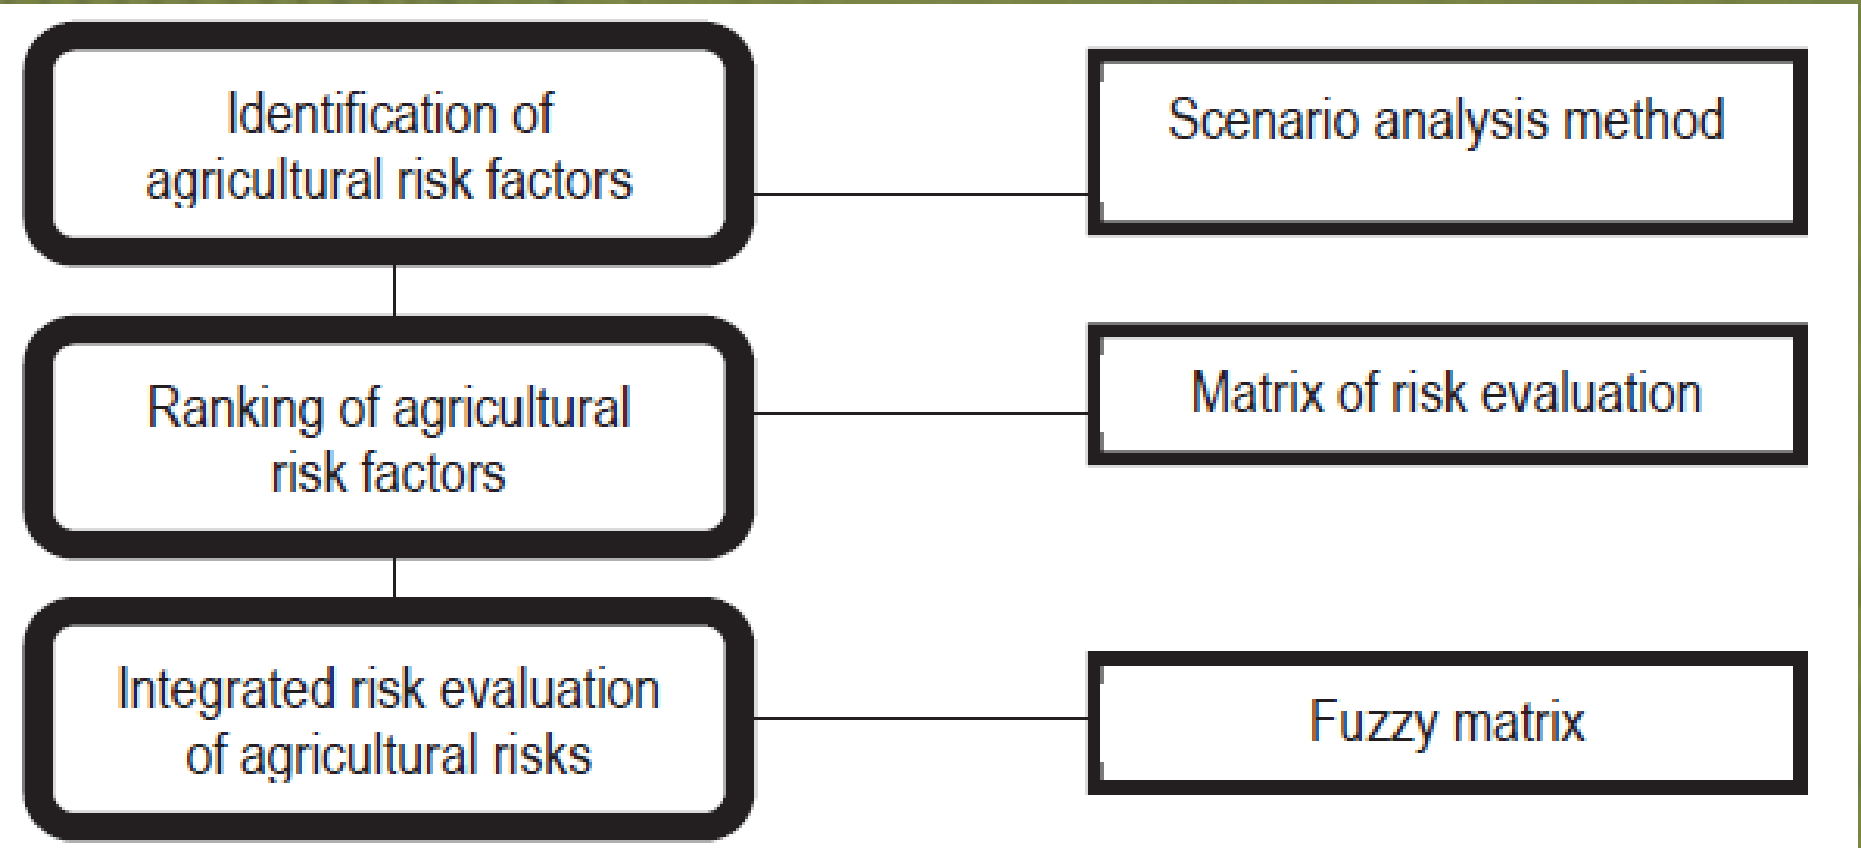 Identification of
agricultural risk factors
Scenario analysis method
Ranking of agricultural
risk factors
Matrix of risk evaluation
Integrated risk evaluation
of agricultural risks
Fuzzy matrix